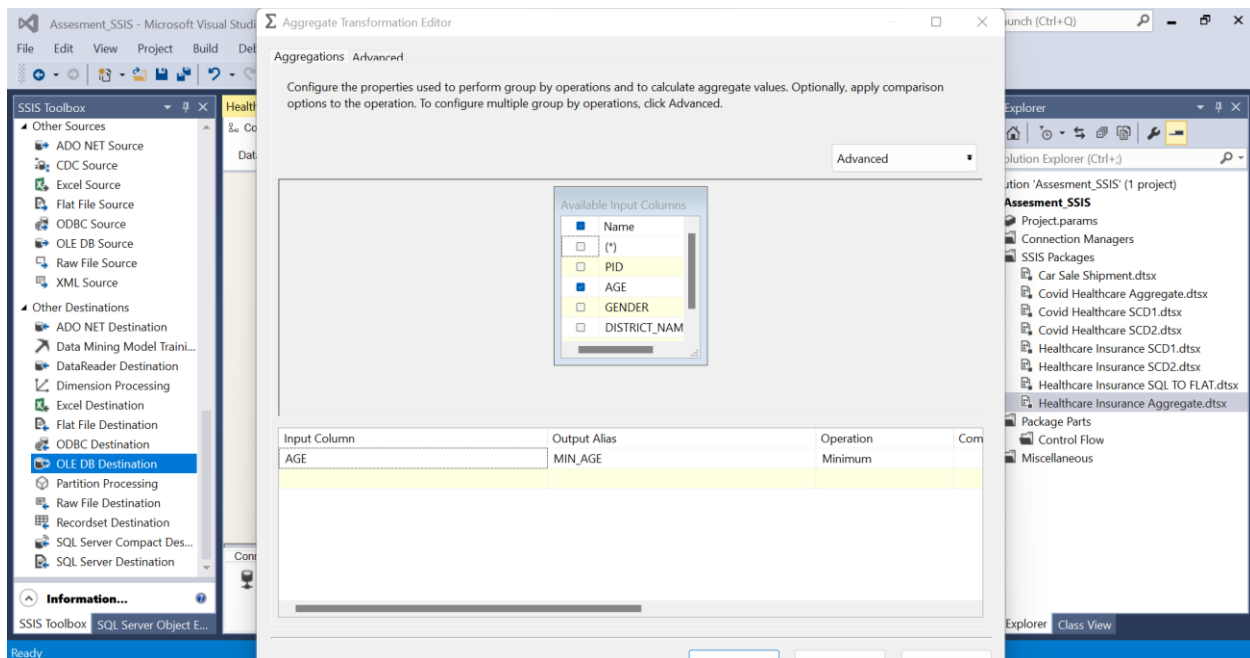 Assesment_SSIS - Microsoft Visual Studi
File Edit View Project Build Deb
SSIS Toolbox
Other Sources
ADO NET Source
CDC Source
Excel Source
Flat File Source
ODBC Source
OLE DB Source
Raw File Source
XML Source
Other Destinations
ADO NET Destination
Data Mining Model Traini...
DataReader Destination
Dimension Processing
Excel Destination
Flat File Destination
ODBC Destination
OLE DB Destination
Partition Processing
Raw File Destination
Recordset Destination
SQL Server Compact Des...
SQL Server Destination
Information...
SSIS Toolbox SQL Server Object E...
Ready
Health
Co
Dat
Conn
Aggregate Transformation Editor
Aggregations Advanced
Configure the properties used to perform group by operations and to calculate aggregate values. Optionally, apply comparison
options to the operation. To configure multiple group by operations, click Advanced.
Advanced
Available Input Columns
Name
(*)
PID
AGE
GENDER
DISTRICT_NAM
Input Column Output Alias Operation Com
AGE MIN_AGE Minimum
aunch (Ctrl+Q)
Explorer
olution Explorer (Ctrl+;)
ution 'Assesment_SSIS' (1 project)
Assesment_SSIS
Project.params
Connection Managers
SSIS Packages
Car Sale Shipment.dtsx
Covid Healthcare Aggregate.dtsx
Covid Healthcare SCD1.dtsx
Covid Healthcare SCD2.dtsx
Healthcare Insurance SCD1.dtsx
Healthcare Insurance SCD2.dtsx
Healthcare Insurance SQL TO FLAT.dtsx
Healthcare Insurance Aggregate.dtsx
Package Parts
Control Flow
Miscellaneous
Explorer Class View